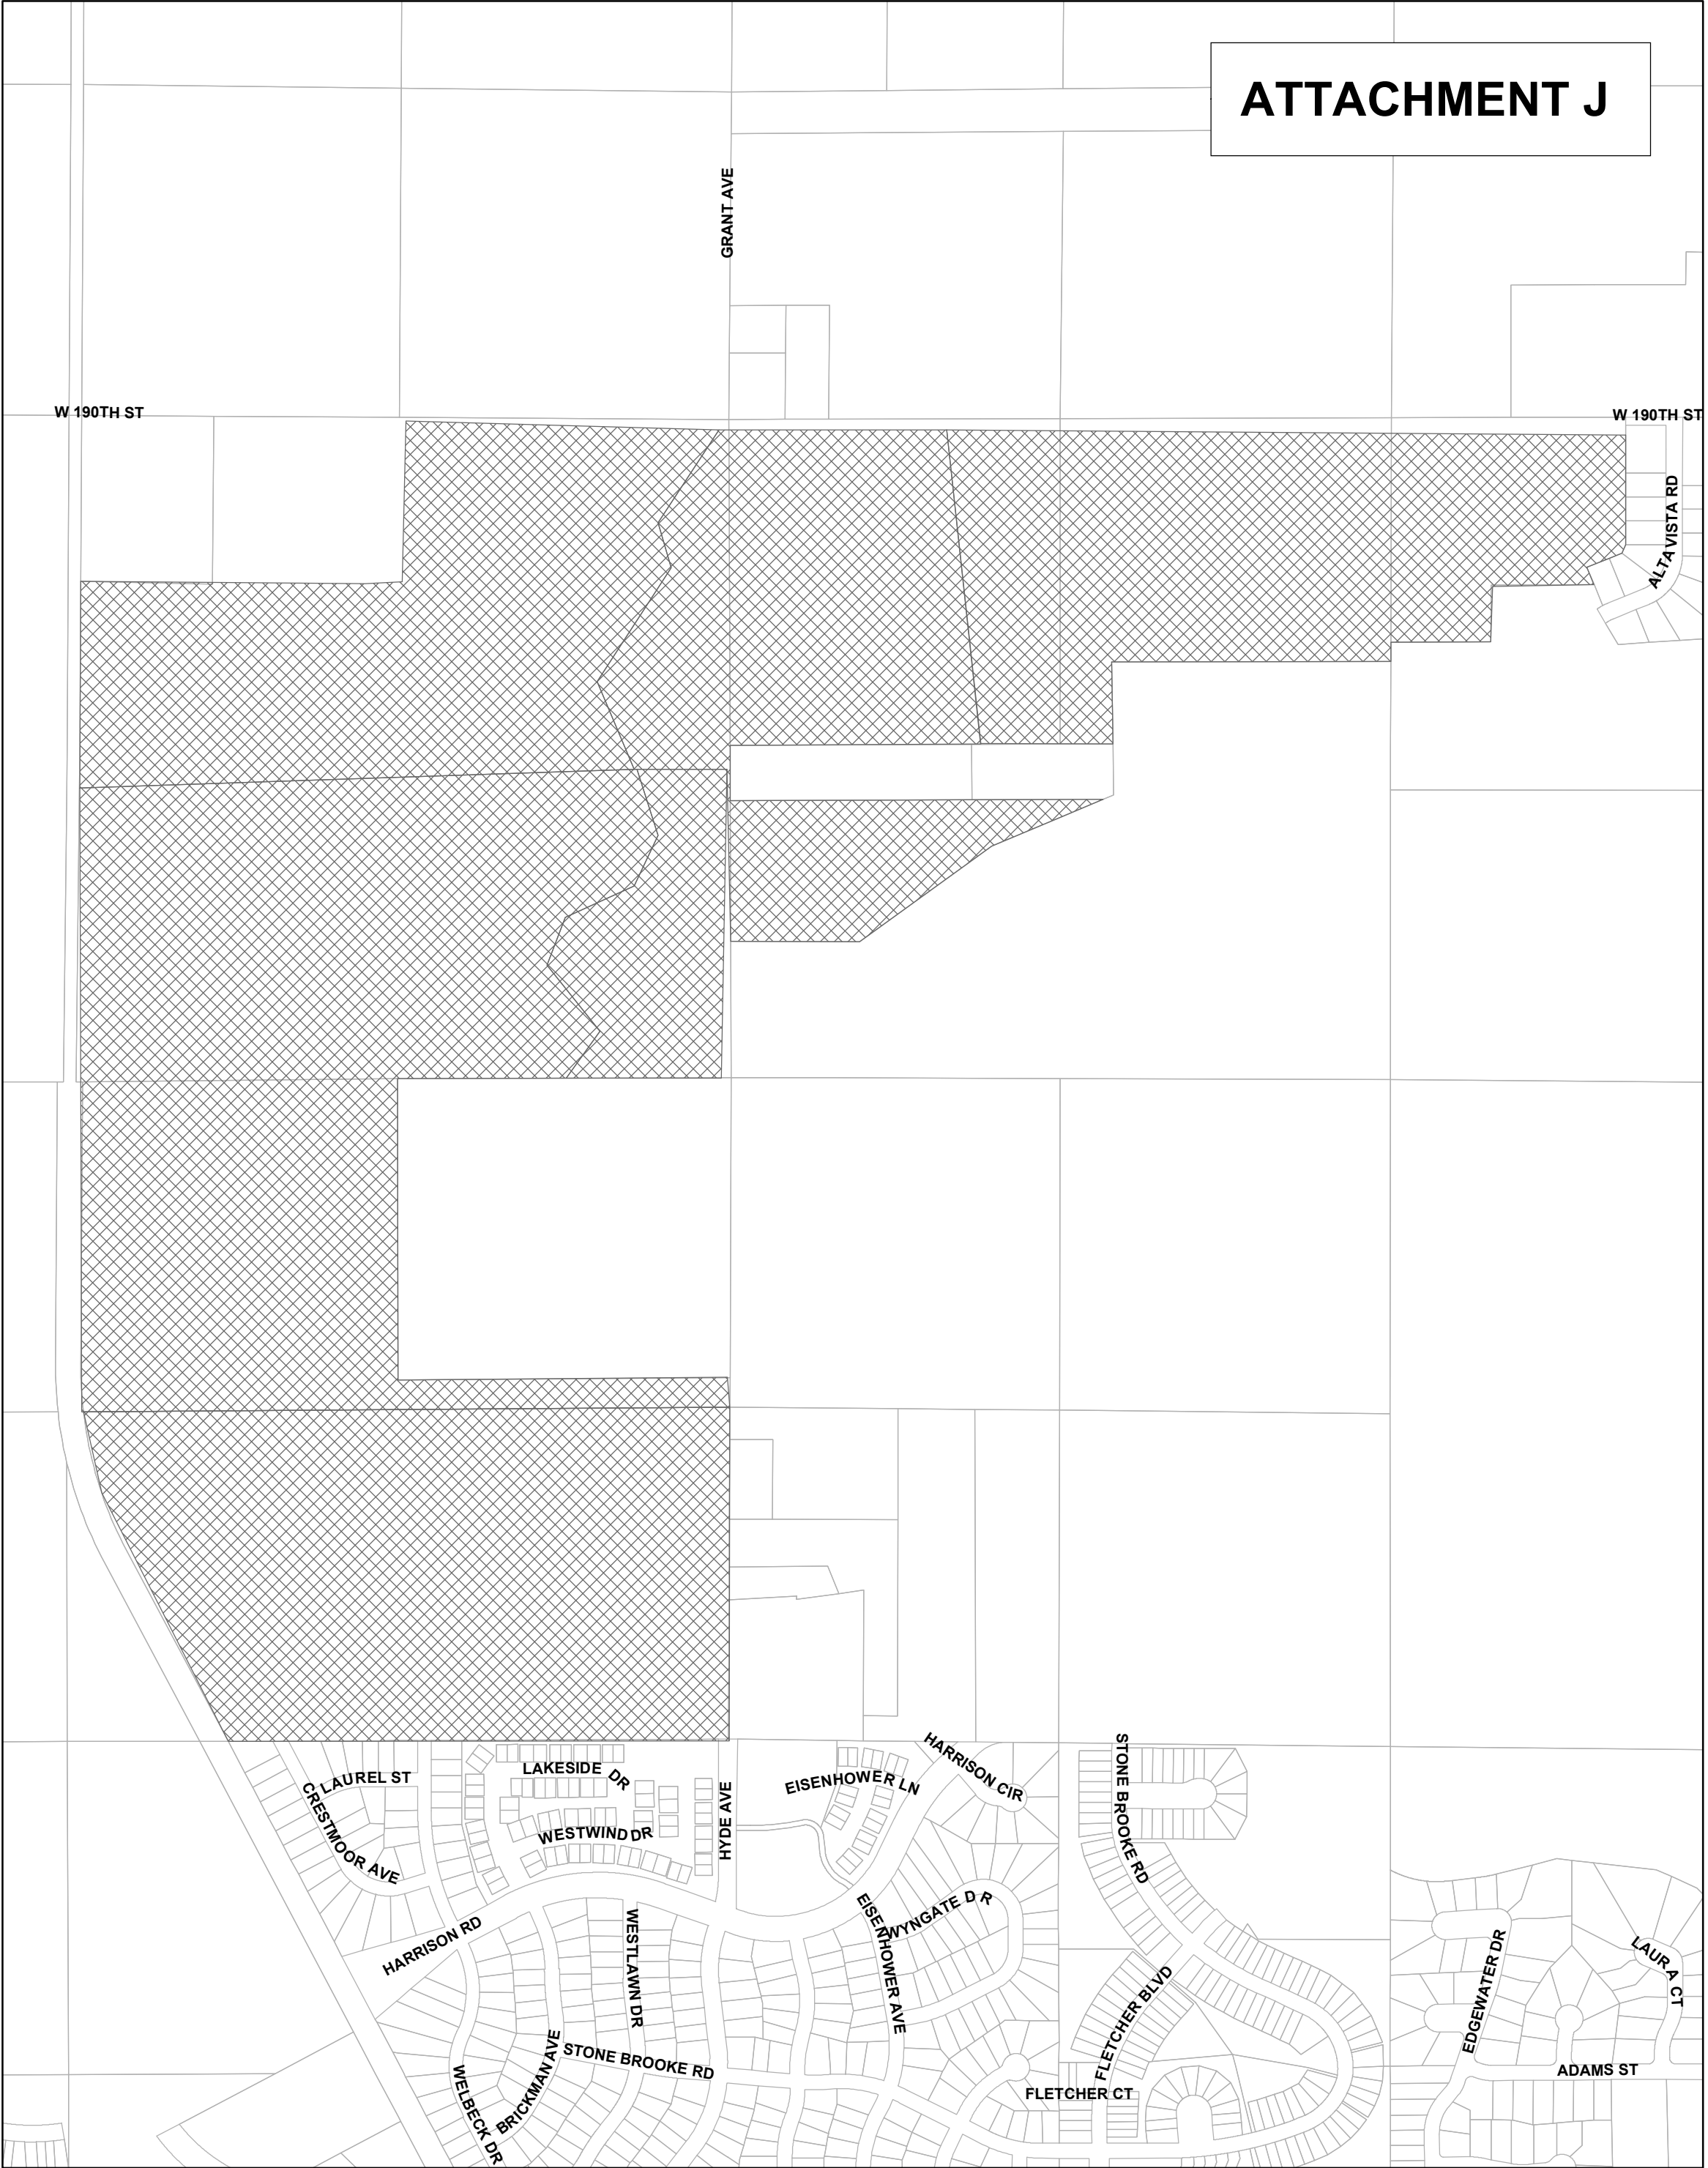 ATTACHMENT J
GRANT AVE
W 190TH ST
W 190TH ST
ALTA VISTA RD
HARRISON CIR
STONE BROOKE RD
LAKESIDE DR
LAUREL ST
EISENHOWER LN
CRESTMOOR AVE
HYDE AVE
WESTWIND DR
HARRISON RD
WESTLAWN DR
EISENHOWER AVE
WYNGATE DR
EDGEWATER DR
LAURA CT
FLETCHER BLVD
STONE BROOKE RD
BRICKMAN AVE
WELBECK DR
FLETCHER CT
ADAMS ST